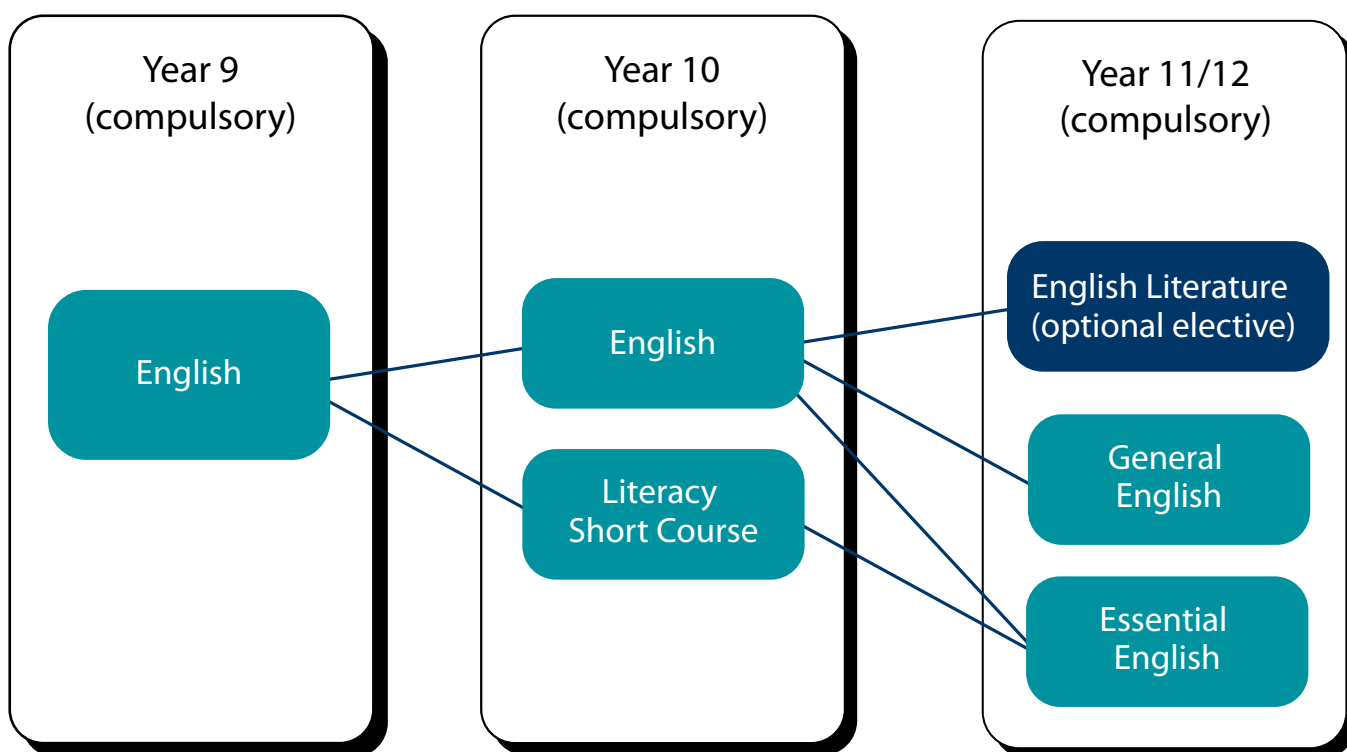 Year 9
(compulsory)
English
Year 10
(compulsory)
English
Literacy
Short Course
Year 11/12
(compulsory)
English Literature
(optional elective)
General
English
Essential
English